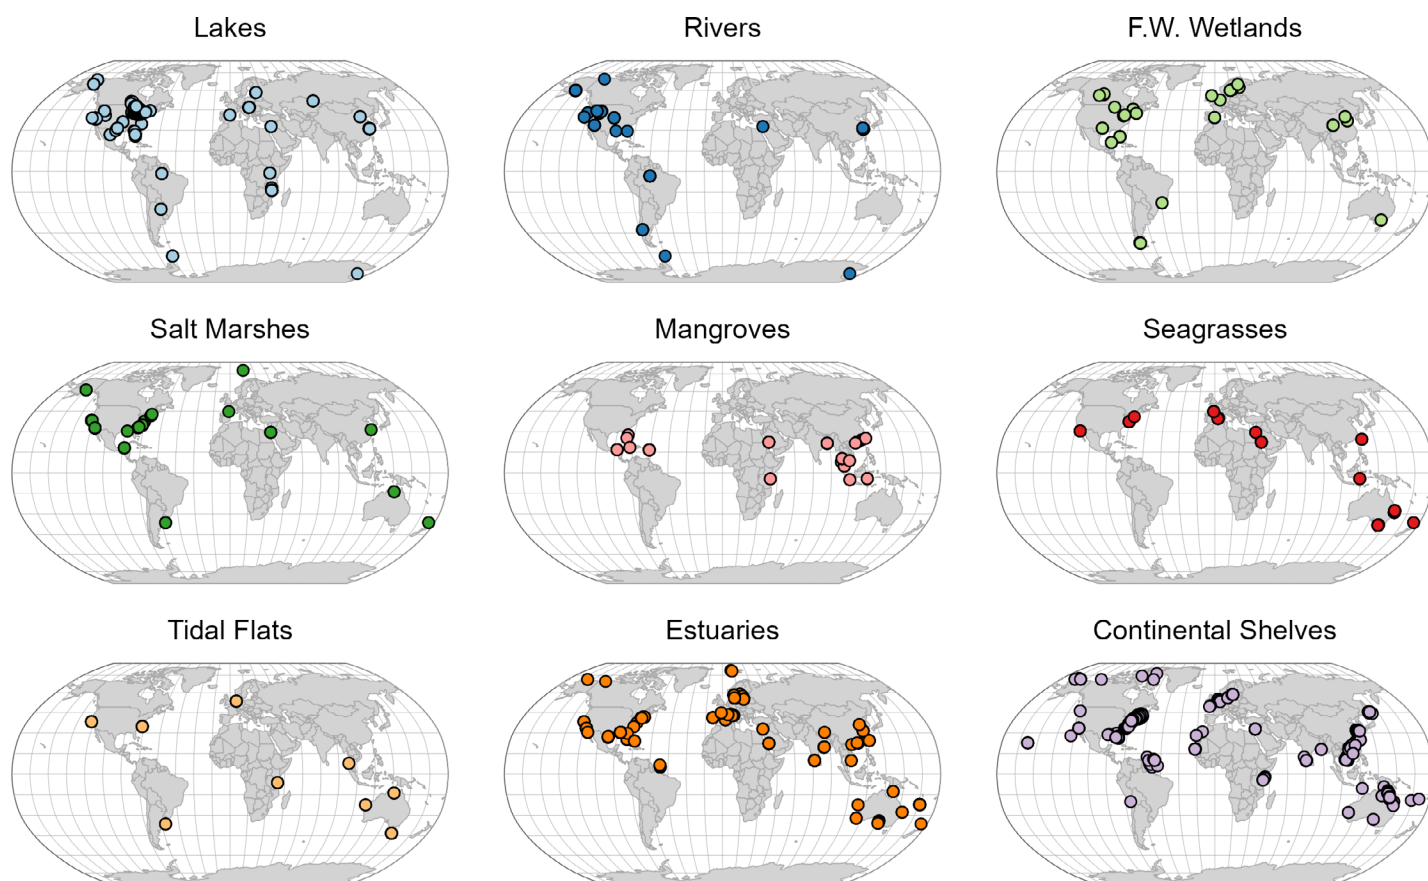 Lakes
Rivers
F.W. Wetlands
Salt Marshes
Mangroves
Seagrasses
Tidal Flats
Estuaries
Continental Shelves